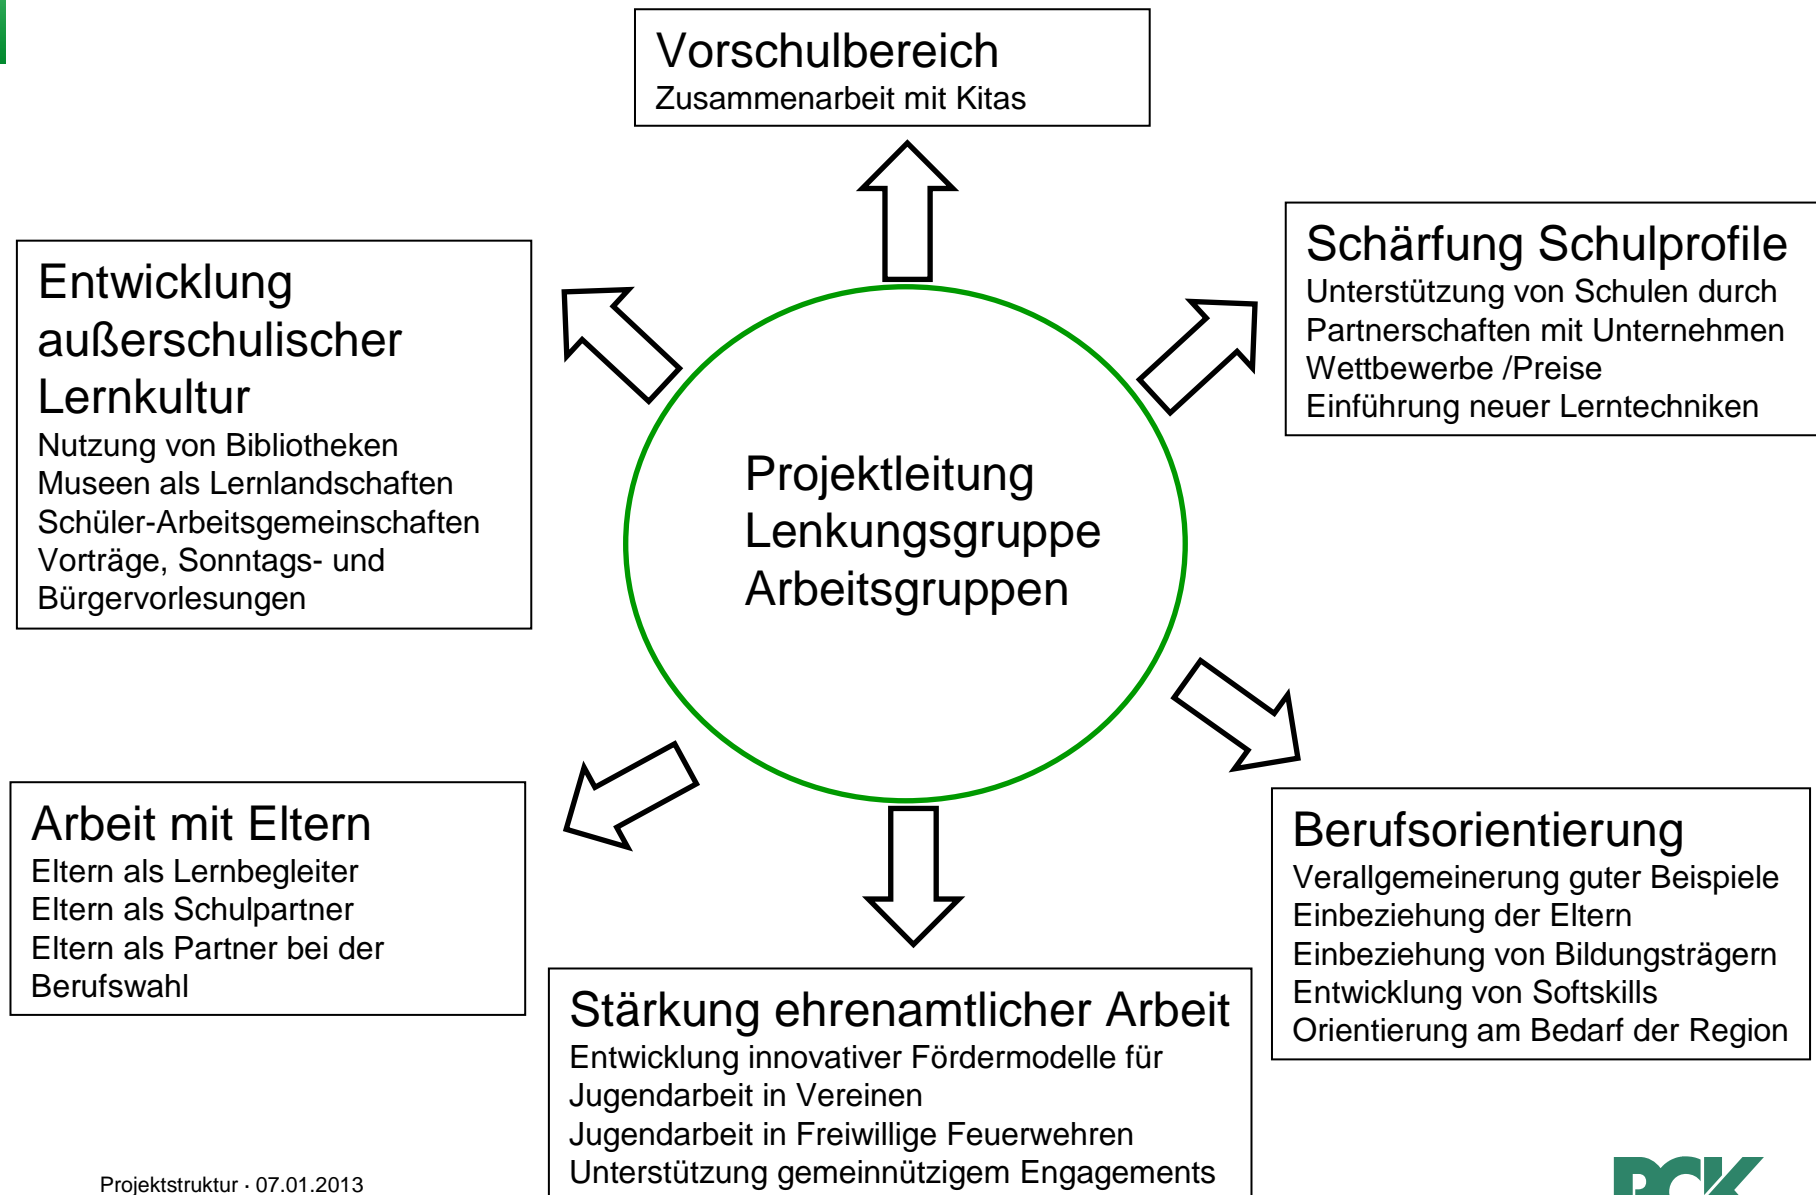 Vorschulbereich
Zusammenarbeit mit Kitas
Schärfung Schulprofile
Unterstützung von Schulen durch
Partnerschaften mit Unternehmen
Wettbewerbe /Preise
Einführung neuer Lerntechniken
Entwicklung
außerschulischer
Lernkultur
Nutzung von Bibliotheken
Museen als Lernlandschaften
Schüler-Arbeitsgemeinschaften
Vorträge, Sonntags- und
Bürgervorlesungen
Projektleitung
Lenkungsgruppe
Arbeitsgruppen
Arbeit mit Eltern
Eltern als Lernbegleiter
Eltern als Schulpartner
Eltern als Partner bei der
Berufswahl
Berufsorientierung
Verallgemeinerung guter Beispiele
Einbeziehung der Eltern
Einbeziehung von Bildungsträgern
Entwicklung von Softskills
Orientierung am Bedarf der Region
Stärkung ehrenamtlicher Arbeit
Entwicklung innovativer Fördermodelle für
Jugendarbeit in Vereinen
Jugendarbeit in Freiwillige Feuerwehren
Unterstützung gemeinnützigem Engagements
Projektstruktur · 07.01.2013
PCK